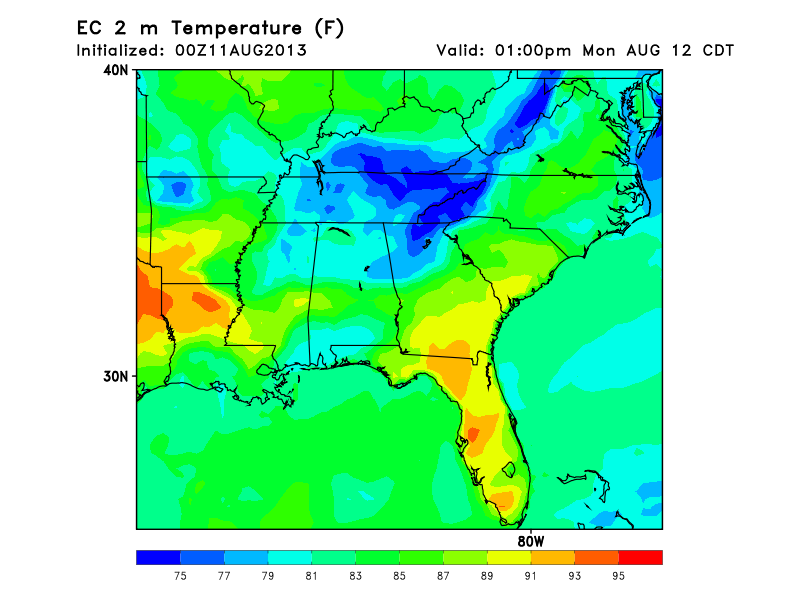 EC 2 m Temperature (F)
Initialized: 00Z11AUG2013 Valid: 01:00pm Mon AUG 12 CDT
40N
30N
80W
75 77 79 81 83 85 87 89 91 93 95